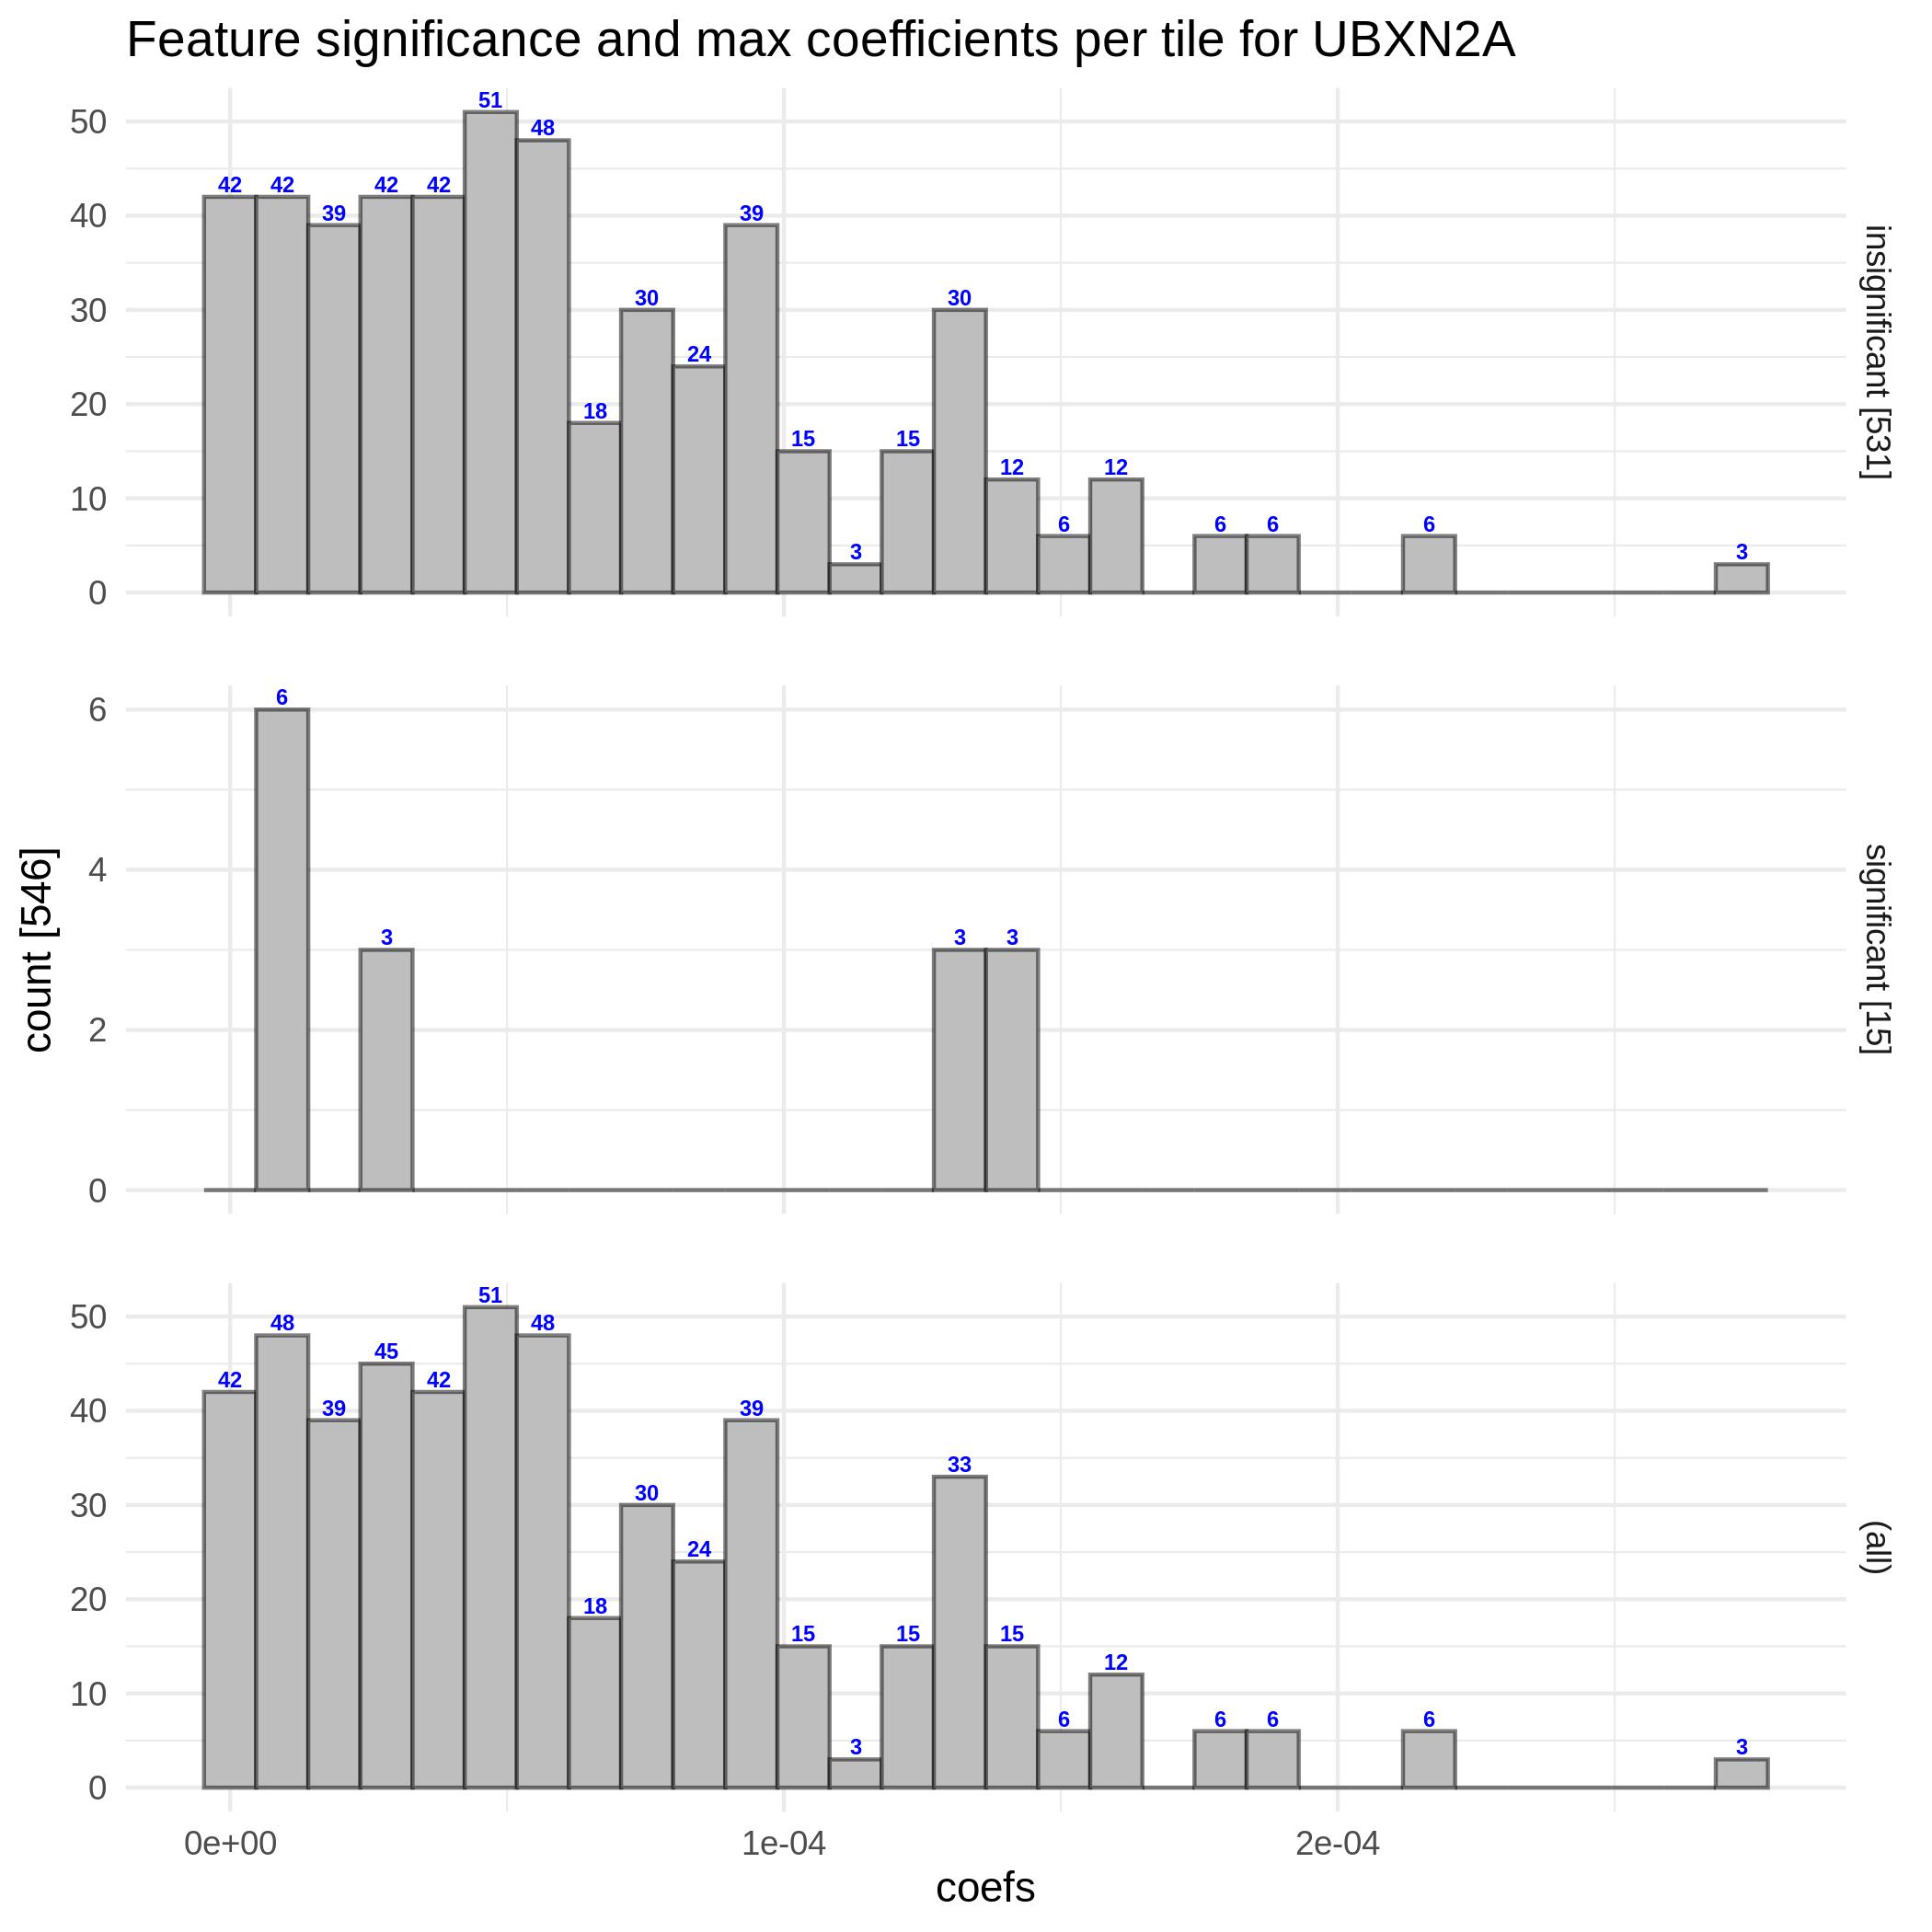 Feature significance and max coefficients per tile for UBXN2A
50
40
30
20
10
0
42 42 39 42 42 51 48 18 30 24 39 15 3 15 30 12 6 12 6 6 6 3
insignificant [531]
count [546]
6
4
2
0
6 3 3 3
significant [15]
50
40
30
20
10
0
42 48 39 45 42 51 48 18 30 24 39 15 3 15 33 15 6 12 6 6 6 3
(all)
0e+00 1e-04 2e-04
coefs